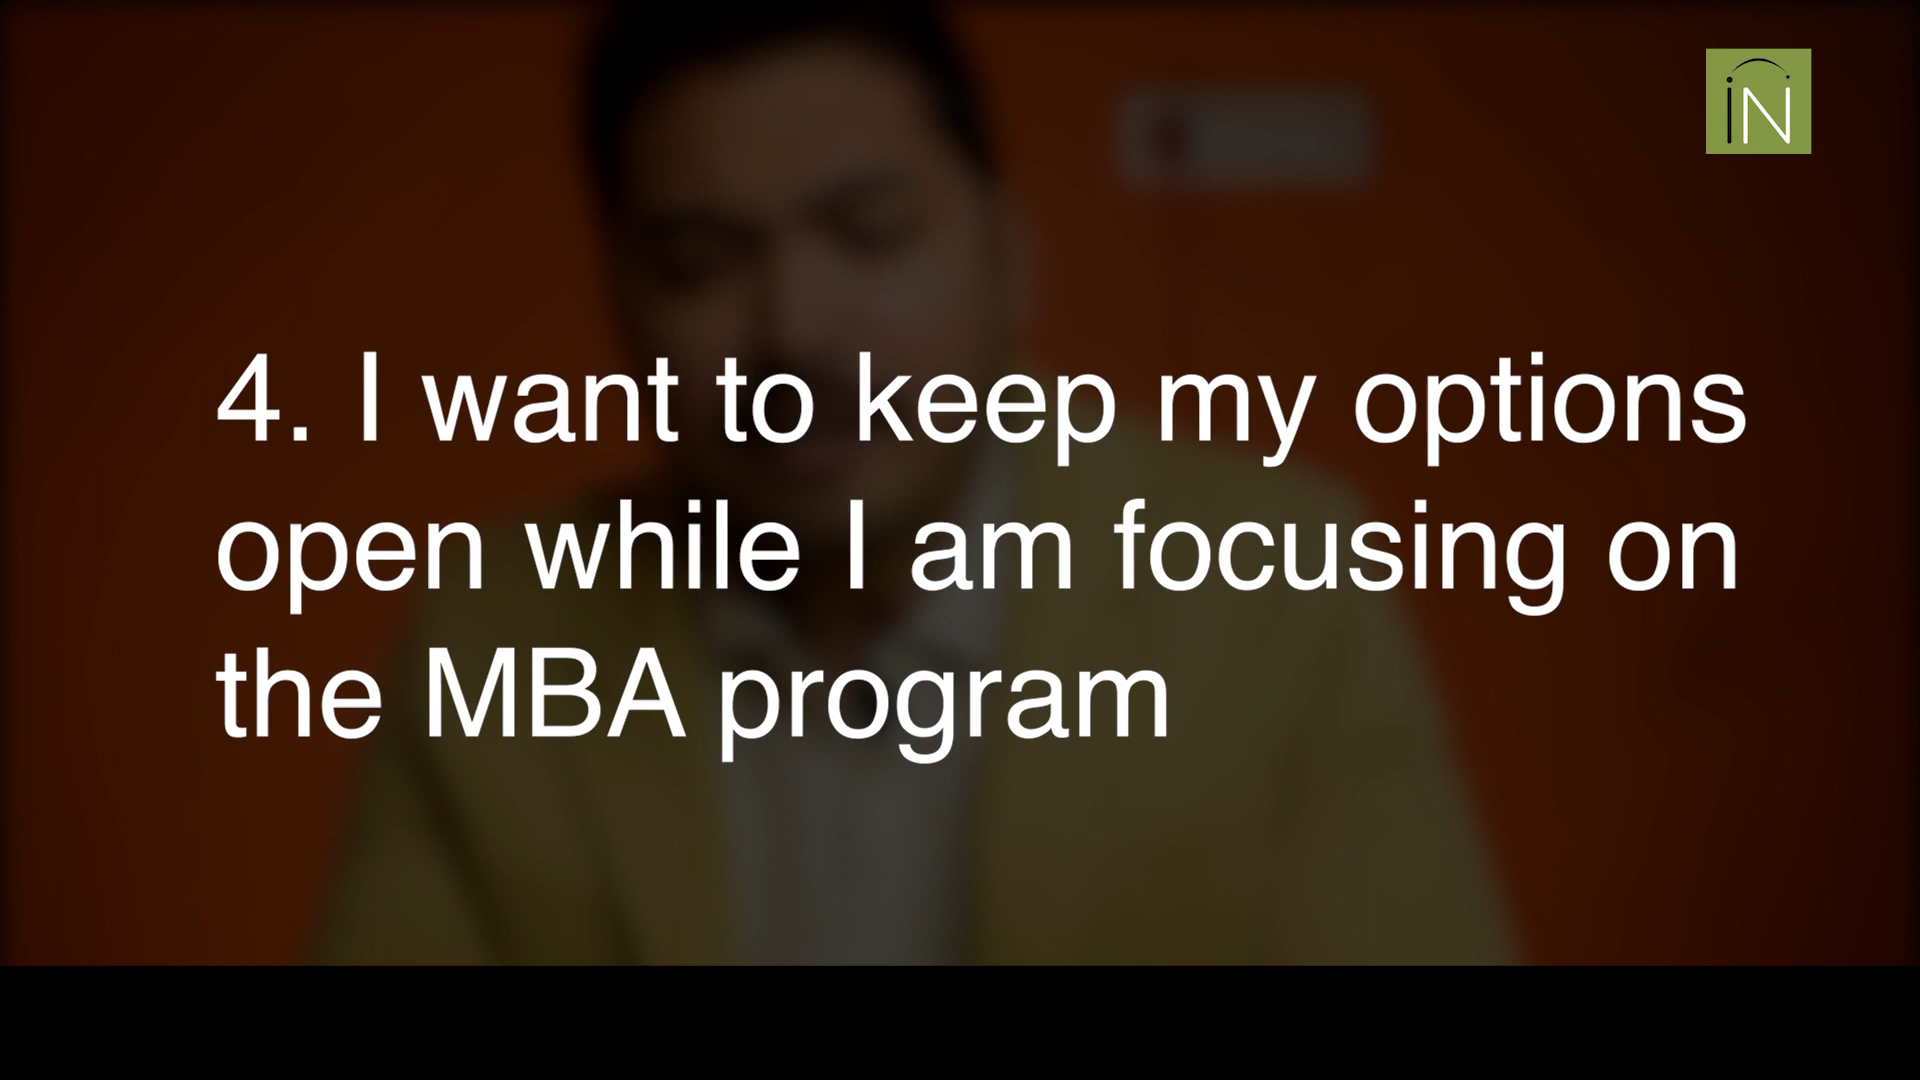 iN
4. I want to keep my options
open while I am focusing on
the MBA program